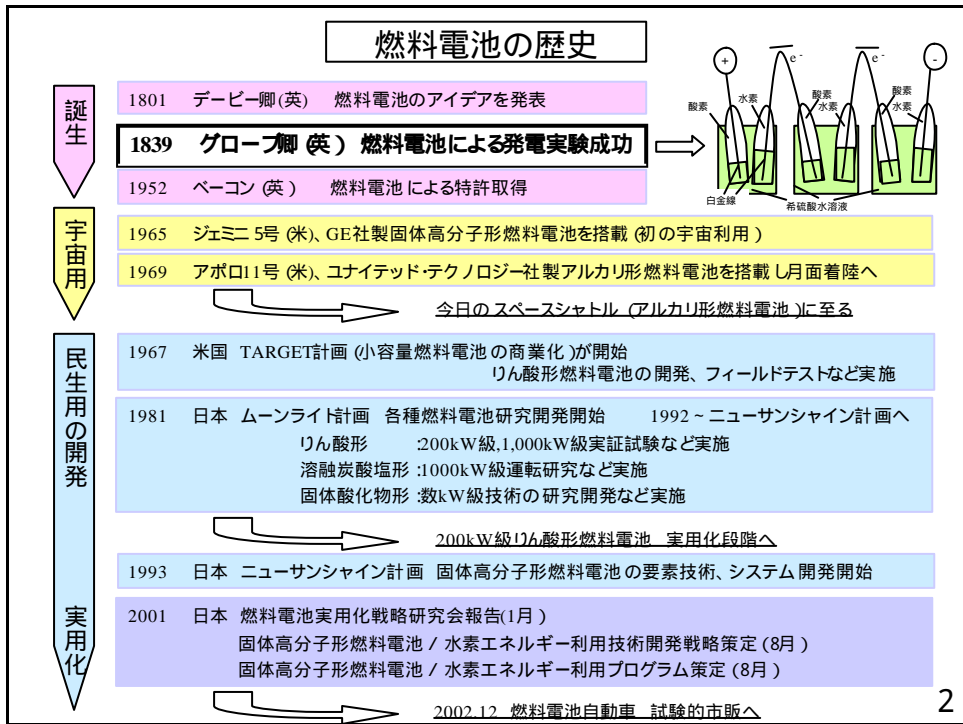 燃料電池の歴史
誕生
1801 デービー卿(英) 燃料電池のアイデアを発表
1839 グローブ卿(英) 燃料電池による発電実験成功
1952 ベーコン(英) 燃料電池による特許取得
+
e-
e-
-
酸素
水素
酸素
水素
酸素
水素
白金線
希硫酸水溶液
宇宙用
1965 ジェミニ5号(米)、GE社製固体高分子形燃料電池を搭載(初の宇宙利用)
1969 アポロ11号(米)、ユナイテッド・テクノロジー社製アルカリ形燃料電池を搭載し月面着陸へ
今日のスペースシャトル(アルカリ形燃料電池)に至る
民生用の開発
1967 米国 TARGET計画(小容量燃料電池の商業化)が開始
りん酸形燃料電池の開発、フィールドテストなど実施
1981 日本 ムーンライト計画 各種燃料電池研究開発開始 1992~ニューサンシャイン計画へ
りん酸形 :200kW級,1,000kW級実証試験など実施
溶融炭酸塩形:1000kW級運転研究など実施
固体酸化物形:数kW級技術の研究開発など実施
200kW級りん酸形燃料電池 実用化段階へ
1993 日本 ニューサンシャイン計画 固体高分子形燃料電池の要素技術、システム開発開始
実用化
2001 日本 燃料電池実用化戦略研究会報告(1月)
固体高分子形燃料電池/水素エネルギー利用技術開発戦略策定(8月)
固体高分子形燃料電池/水素エネルギー利用プログラム策定(8月)
2002.12 燃料電池自動車 試験的市販へ
2